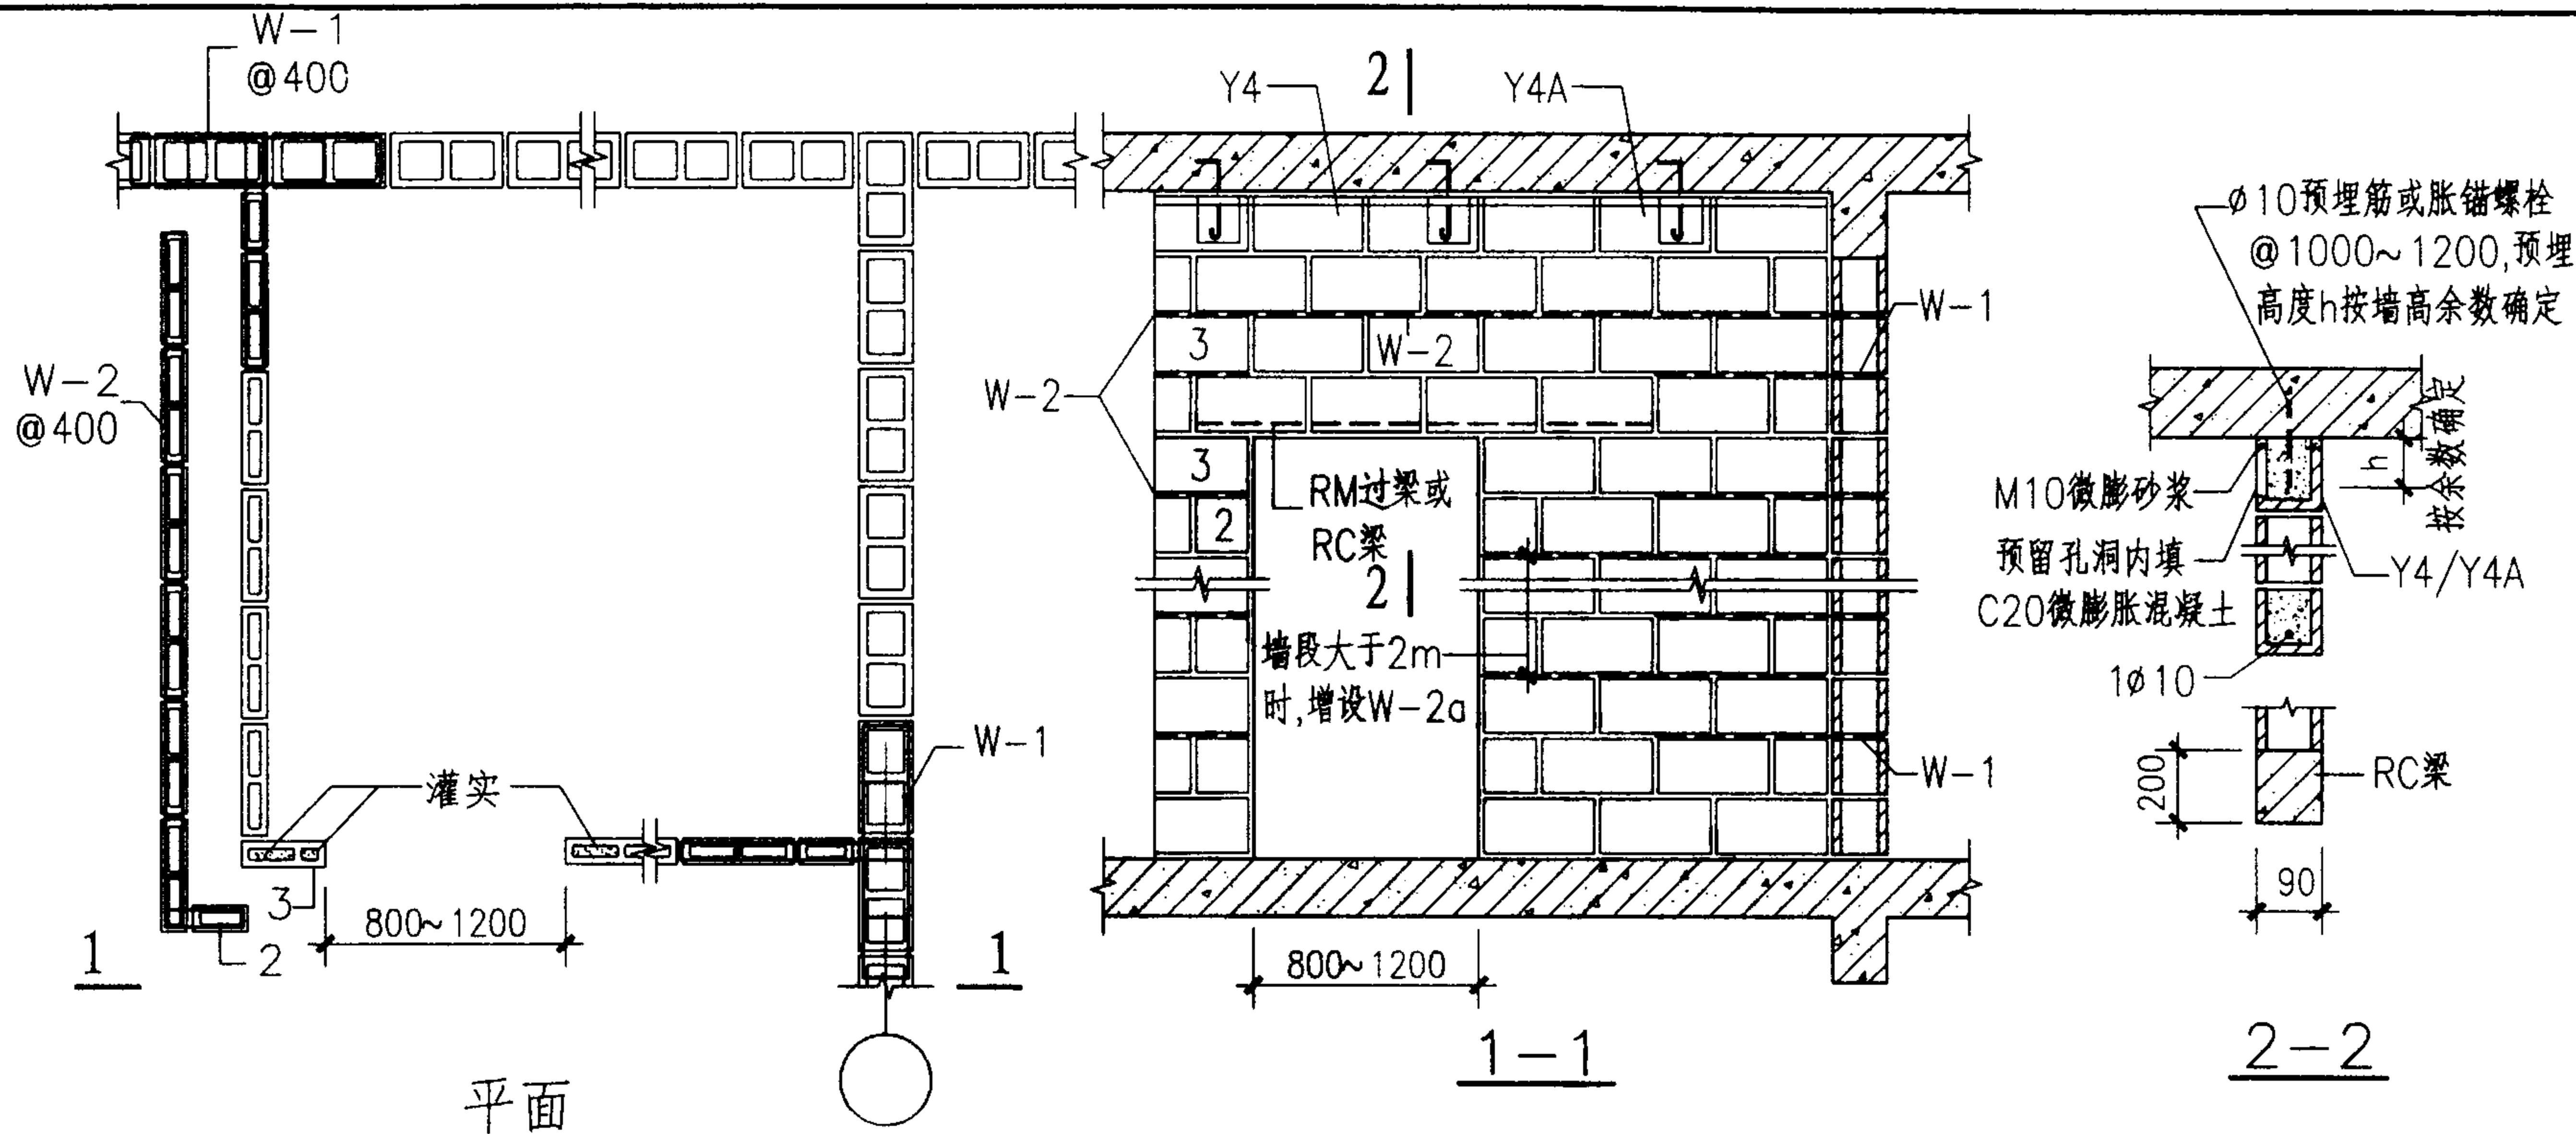 W-1
@400
W-2
@400
灌实
3
800~1200
2
W-1
1
1
平面
2
Y4
Y4A
W-1
3
W-2
W-2
3
RM过梁或
RC梁
2
2
墙段大于2m
时,增设W-2a
W-1
800~1200
1-1
ø10预埋筋或胀锚螺栓
@1000~1200,预埋
高度h按墙高余数确定
h
按余数确定
M10微膨砂浆
预留孔洞内填
C20微膨胀混凝土
Y4/Y4A
1ø10
200
RC梁
90
2-2